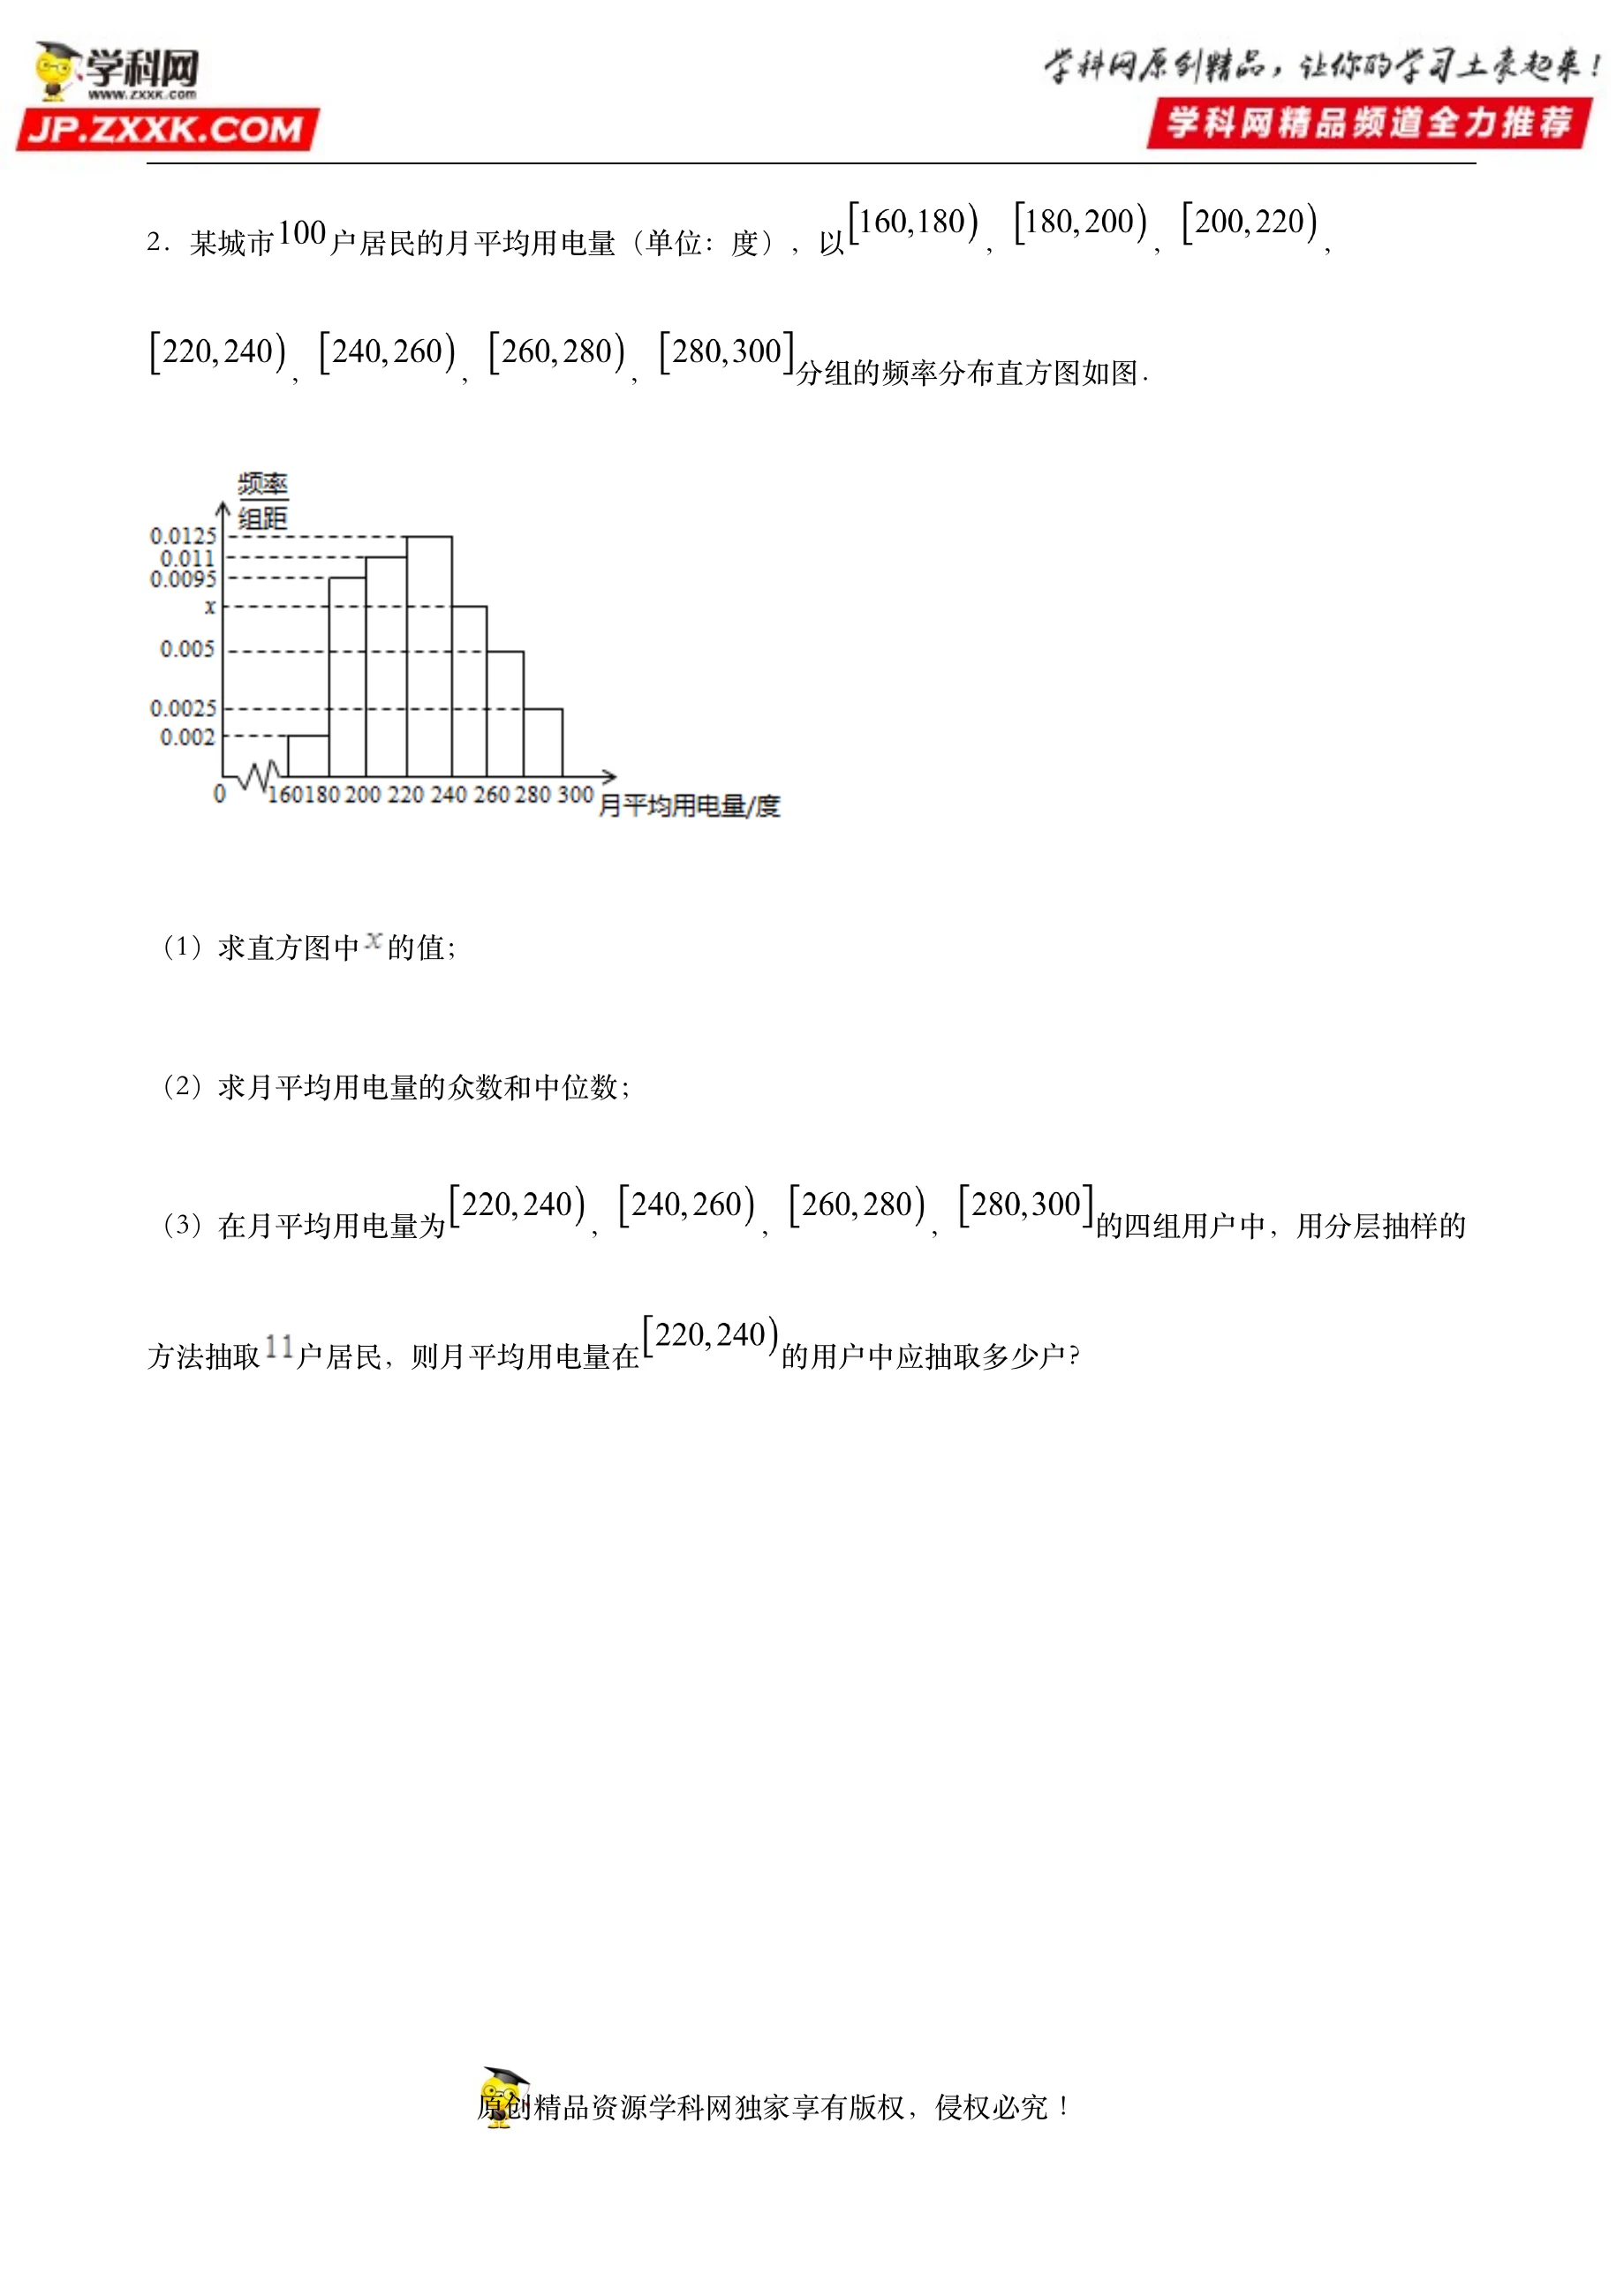 学科网
www.zxxk.com
JP.ZXXK.COM
学科网原创精品，让你的学习土豪起来！
学科网精品频道全力推荐
2．某城市100户居民的月平均用电量（单位：度），以[160,180)，[180,200)，[200,220)，
[220,240)，[240,260)，[260,280)，[280,300]分组的频率分布直方图如图．
频率
组距
0.0125
0.011
0.0095
x
0.005
0.0025
0.002
0 160 180 200 220 240 260 280 300 月平均用电量/度
（1）求直方图中x的值；
（2）求月平均用电量的众数和中位数；
（3）在月平均用电量为[220,240)，[240,260)，[260,280)，[280,300]的四组用户中，用分层抽样的
方法抽取11户居民，则月平均用电量在[220,240)的用户中应抽取多少户？
原创精品资源学科网独家享有版权，侵权必究！